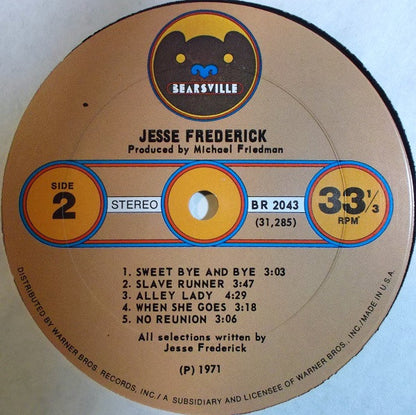 BEARSVILLE
JESSE FREDERICK
Produced by Michael Friedman
SIDE
2
STEREO
BR 2043
(31,285)
33 1/3
RPM
1. SWEET BYE AND BYE 3:03
2. SLAVE RUNNER 3:47
3. ALLEY LADY 4:29
4. WHEN SHE GOES 3:18
5. NO REUNION 3:06
All selections written by
Jesse Frederick
(P) 1971
DISTRIBUTED BY WARNER BROS. RECORDS, INC./ A SUBSIDIARY AND LICENSEE OF WARNER BROS. INC./MADE IN U.S.A.